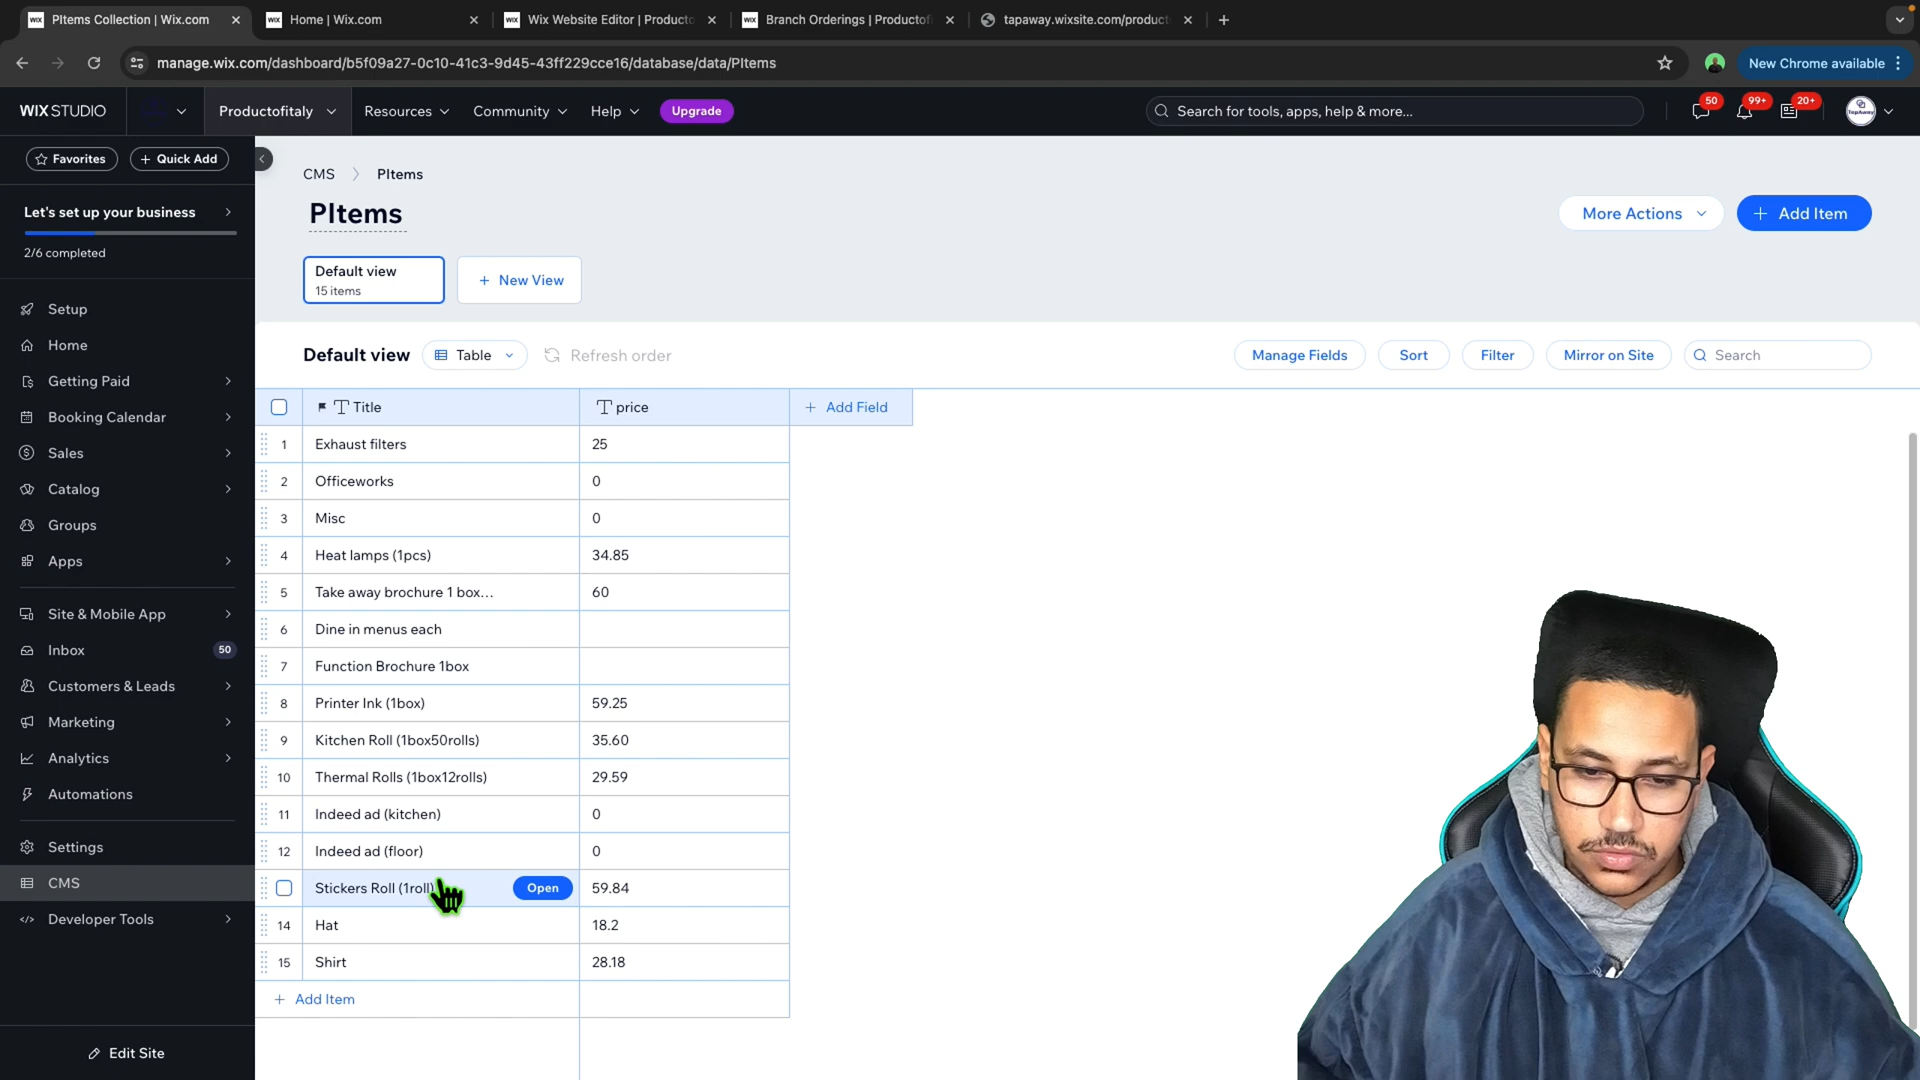 PItems Collection | Wix.com
Home | Wix.com
Wix Website Editor | Producto
Branch Orderings | Productofi
tapaway.wixsite.com/product
manage.wix.com/dashboard/b5f09a27-0c10-41c3-9d45-43ff229cce16/database/data/PItems
New Chrome available
WIX STUDIO
Productofitaly
Resources
Community
Help
Upgrade
Search for tools, apps, help & more...
50
99+
20+
TapAway
Favorites
+ Quick Add
Let's set up your business
2/6 completed
Setup
Home
Getting Paid
Booking Calendar
Sales
Catalog
Groups
Apps
Site & Mobile App
Inbox 50
Customers & Leads
Marketing
Analytics
Automations
Settings
CMS
Developer Tools
Edit Site
CMS > PItems
PItems
More Actions
+ Add Item
Default view
15 items
+ New View
Default view
Table
Refresh order
Manage Fields
Sort
Filter
Mirror on Site
Search
Title price + Add Field
1 Exhaust filters 25
2 Officeworks 0
3 Misc 0
4 Heat lamps (1pcs) 34.85
5 Take away brochure 1 box... 60
6 Dine in menus each
7 Function Brochure 1box
8 Printer Ink (1box) 59.25
9 Kitchen Roll (1box50rolls) 35.60
10 Thermal Rolls (1box12rolls) 29.59
11 Indeed ad (kitchen) 0
12 Indeed ad (floor) 0
Stickers Roll (1roll) Open 59.84
14 Hat 18.2
15 Shirt 28.18
+ Add Item